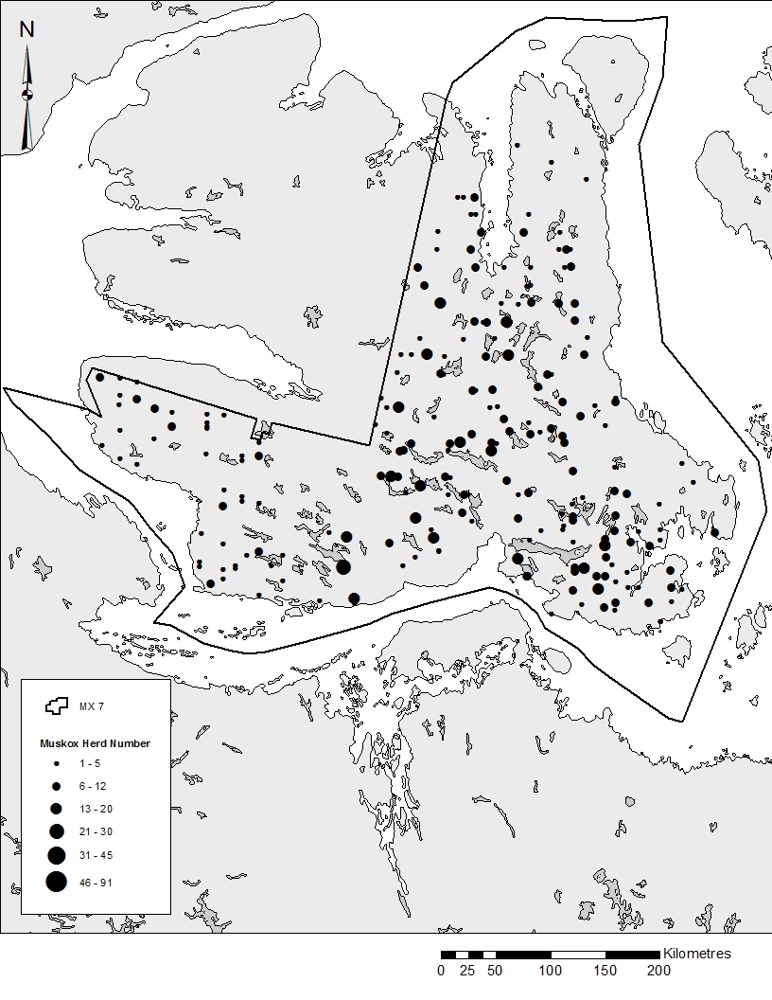 N
MX 7
Muskox Herd Number
1 - 5
6 - 12
13 - 20
21 - 30
31 - 45
46 - 91
Kilometres
0 25 50 100 150 200